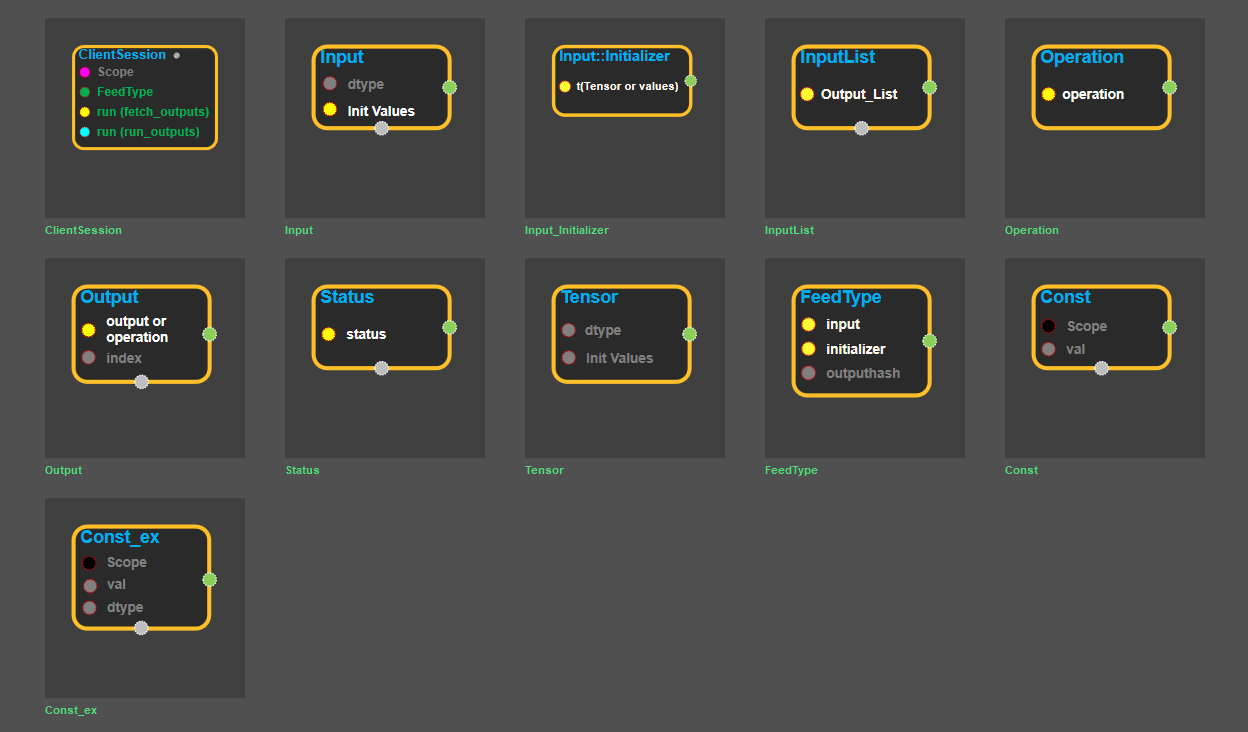 ClientSession
Scope
FeedType
run (fetch_outputs)
run (run_outputs)
ClientSession
Input
dtype
Init Values
Input
Input::Initializer
t(Tensor or values)
Input_Initializer
InputList
Output_List
InputList
Operation
operation
Operation
Output
output or
operation
index
Output
Status
status
Status
Tensor
dtype
Init Values
Tensor
FeedType
input
initializer
outputhash
FeedType
Const
Scope
val
Const
Const_ex
Scope
val
dtype
Const_ex